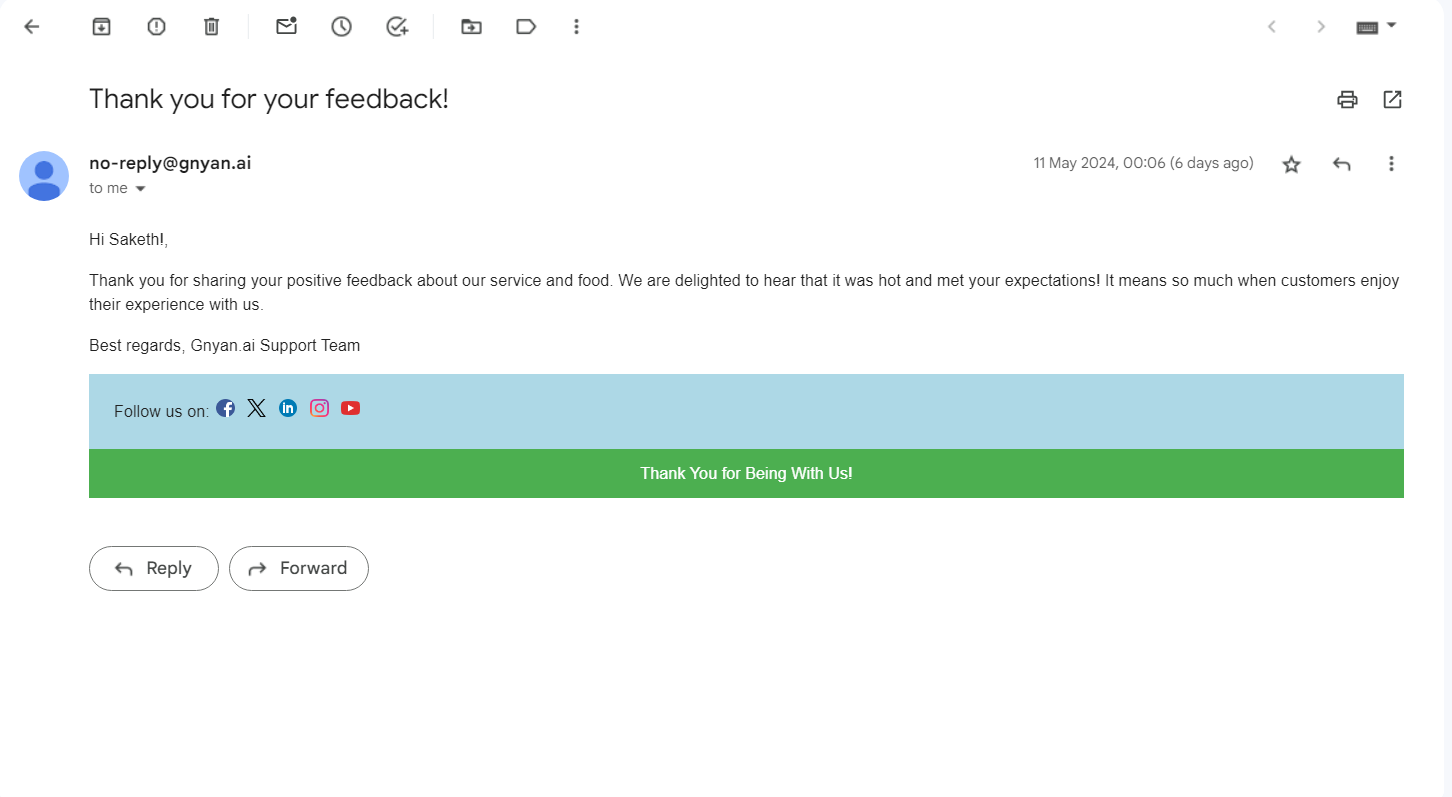 Thank you for your feedback!
no-reply@gnyan.ai
11 May 2024, 00:06 (6 days ago)
to me
Hi Saketh!,
Thank you for sharing your positive feedback about our service and food. We are delighted to hear that it was hot and met your expectations! It means so much when customers enjoy
their experience with us.
Best regards, Gnyan.ai Support Team
Follow us on:
Thank You for Being With Us!
Reply
Forward